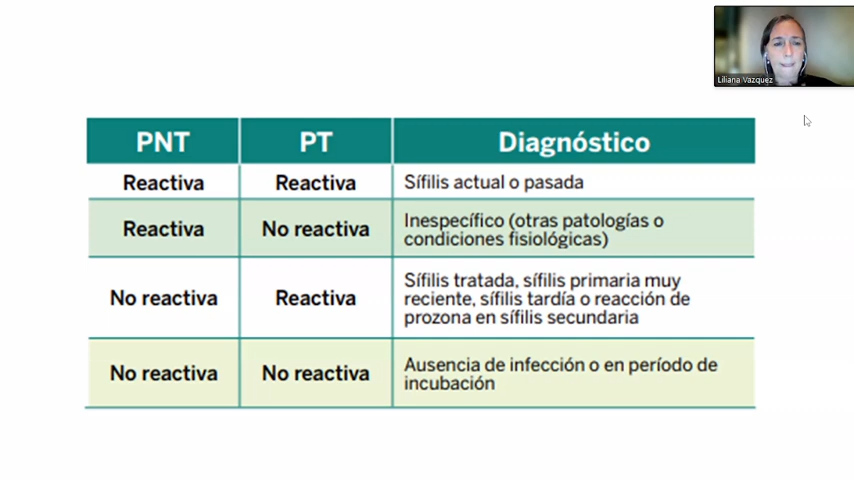 Liliana Vazquez
PNT PT Diagnóstico
Reactiva Reactiva Sífilis actual o pasada
Reactiva No reactiva Inespecífico (otras patologías o
condiciones fisiológicas)
No reactiva Reactiva Sífilis tratada, sífilis primaria muy
reciente, sífilis tardía o reacción de
prozona en sífilis secundaria
No reactiva No reactiva Ausencia de infección o en período de
incubación